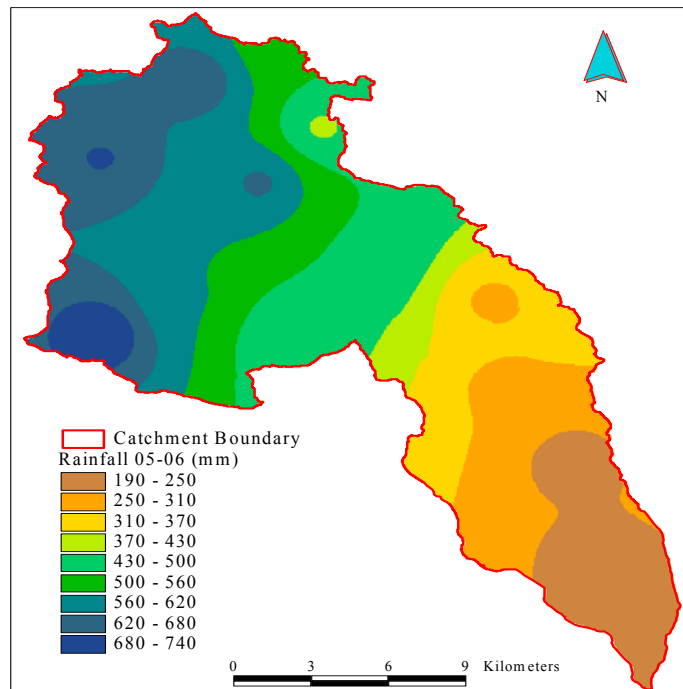 N
Catchment Boundary
Rainfall 05-06 (mm)
190 - 250
250 - 310
310 - 370
370 - 430
430 - 500
500 - 560
560 - 620
620 - 680
680 - 740
0 3 6 9 Kilometers